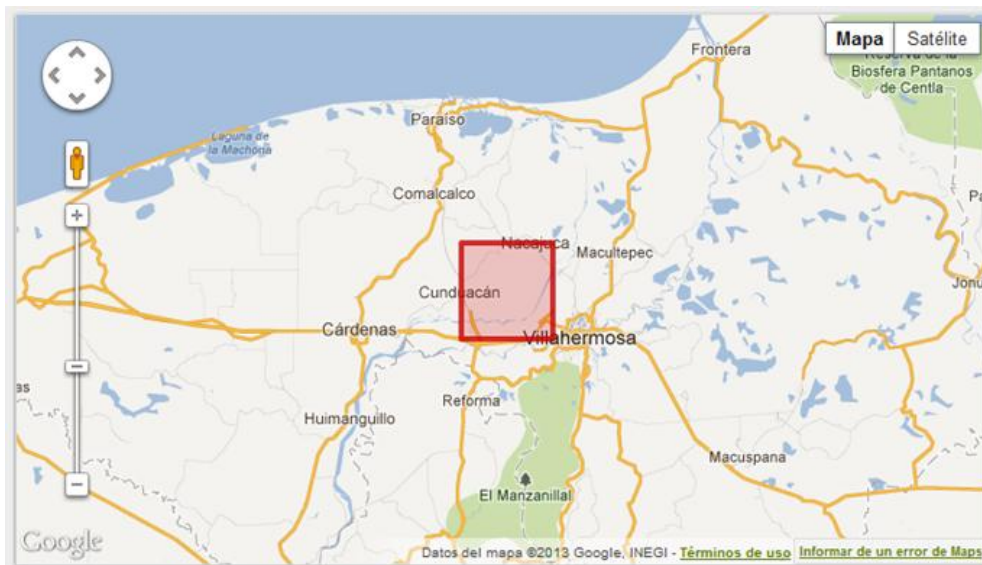 Mapa Satélite
Frontera
Reserva de la
Biosfera Pantanos
de Centla
Paraíso
Laguna de
la Machona
Comalcalco
Nacajuca
Macultepec
Cunduacán
Jonu
Cárdenas
Villahermosa
as
Reforma
Huimanguillo
Macuspana
El Manzanillal
Google
Datos del mapa ©2013 Google, INEGI - Términos de uso Informar de un error de Maps